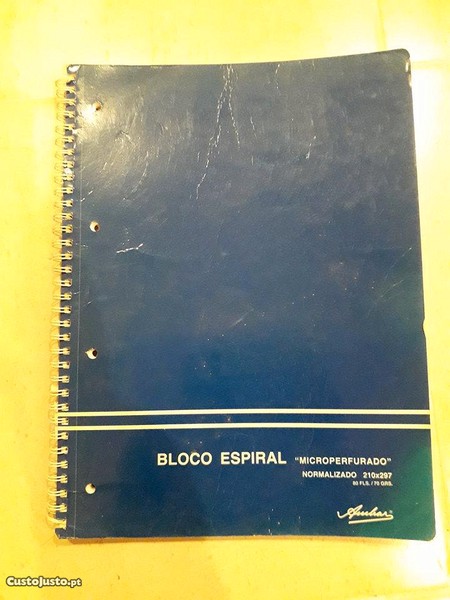 BLOCO ESPIRAL "MICROPERFURADO"
NORMALIZADO 210x297
80 FLS. / 70 GRS.
Ambar
CustoJusto.pt